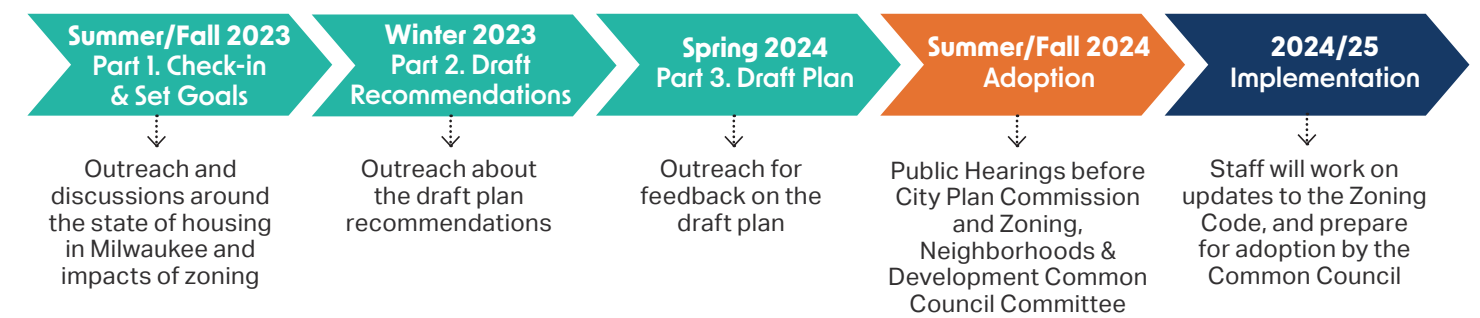 Summer/Fall 2023
Part 1. Check-in
& Set Goals
Winter 2023
Part 2. Draft
Recommendations
Spring 2024
Part 3. Draft Plan
Summer/Fall 2024
Adoption
2024/25
Implementation
Outreach and
discussions around
the state of housing
in Milwaukee and
impacts of zoning
Outreach about
the draft plan
recommendations
Outreach for
feedback on the
draft plan
Public Hearings before
City Plan Commission
and Zoning,
Neighborhoods &
Development Common
Council Committee
Staff will work on
updates to the Zoning
Code, and prepare
for adoption by the
Common Council